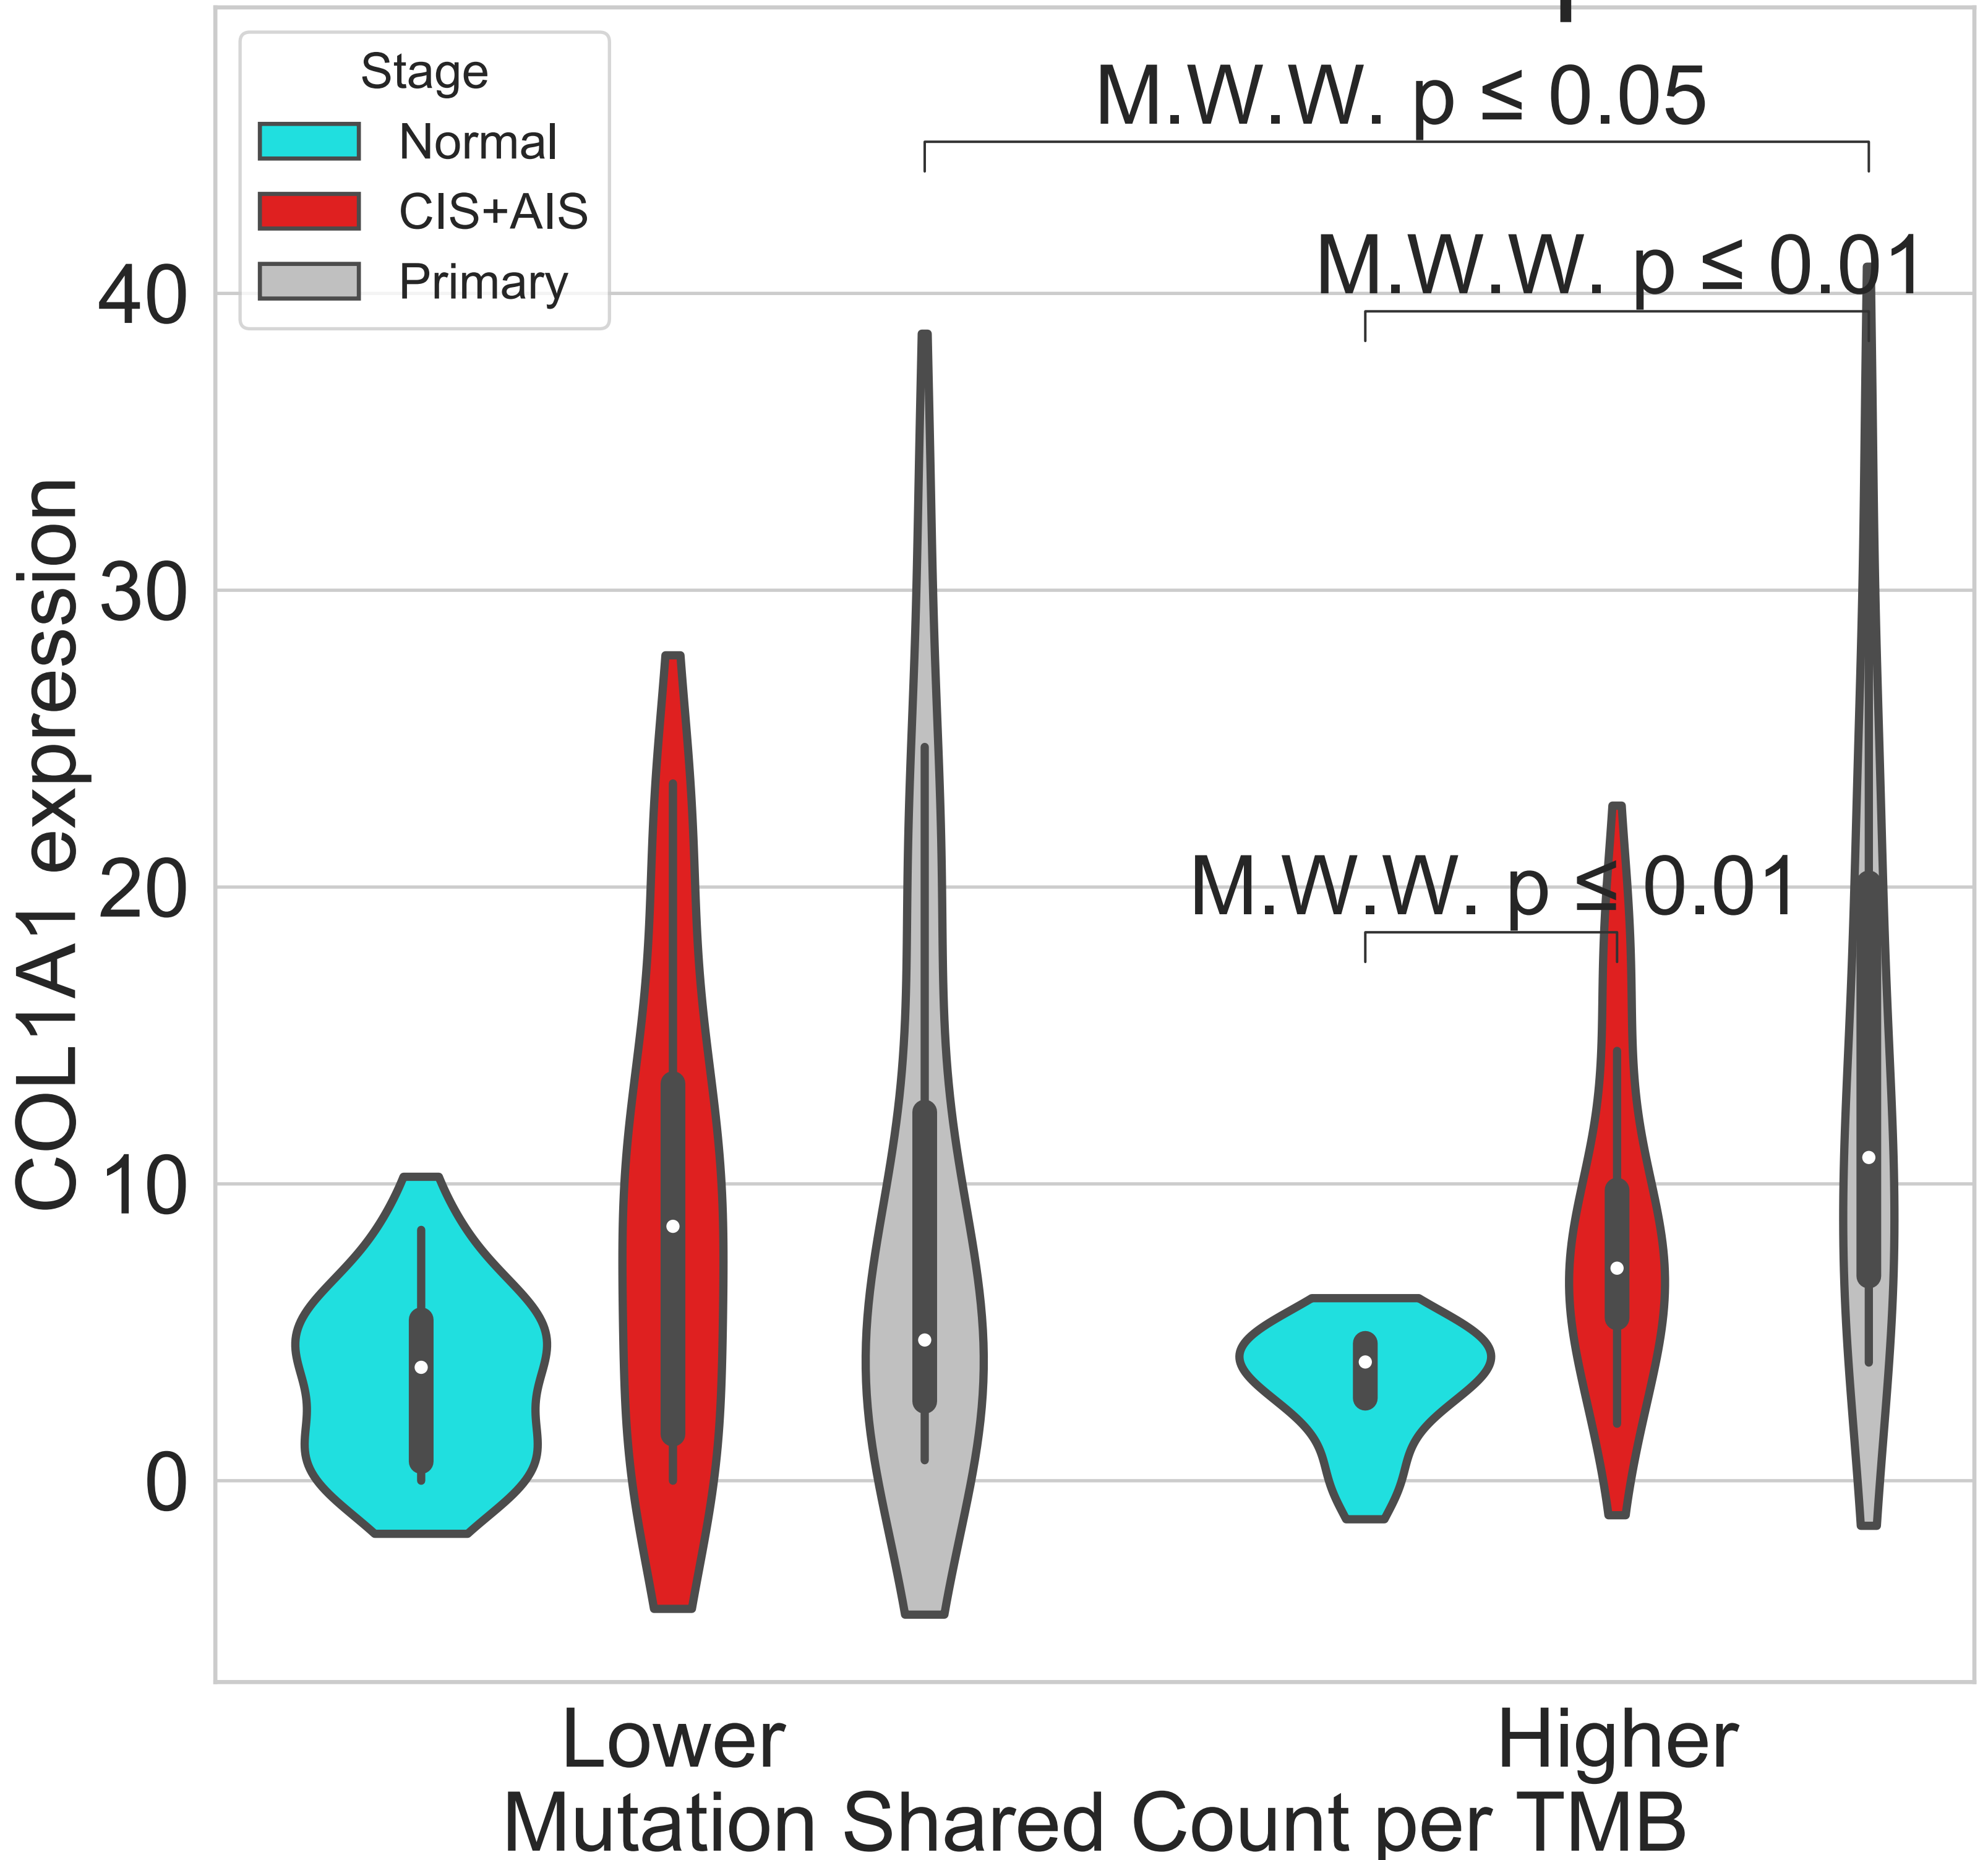 Stage
Normal
CIS+AIS
Primary
M.W.W. p ≤ 0.05
M.W.W. p ≤ 0.01
M.W.W. p ≤ 0.01
COL1A1 expression
40
30
20
10
0
Lower
Higher
Mutation Shared Count per TMB